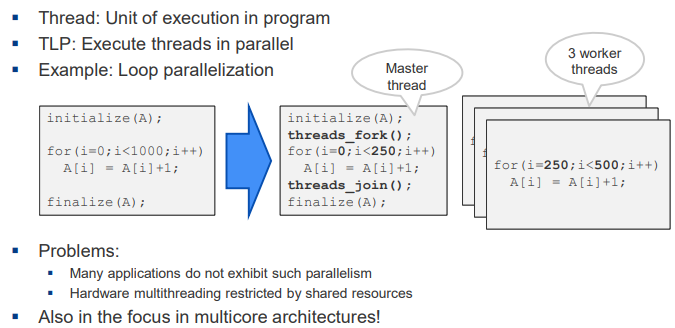 Thread: Unit of execution in program
TLP: Execute threads in parallel
Example: Loop parallelization
Master
thread
3 worker
threads
initialize(A);
for(i=0;i<1000;i++)
A[i] = A[i]+1;
finalize(A);
initialize(A);
threads_fork();
for(i=0;i<250;i++)
A[i] = A[i]+1;
threads_join();
finalize(A);
for(i=250;i<500;i++)
A[i] = A[i]+1;
Problems:
Many applications do not exhibit such parallelism
Hardware multithreading restricted by shared resources
Also in the focus in multicore architectures!